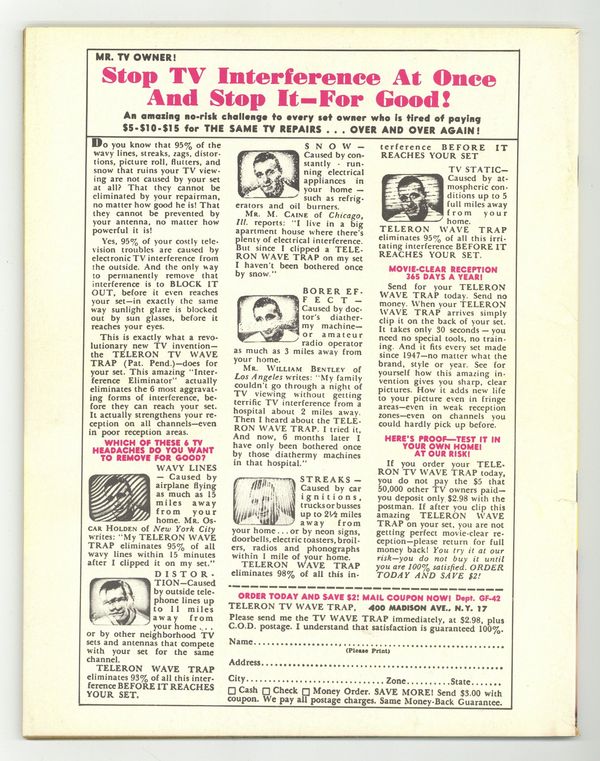 MR. TV OWNER!
Stop TV Interference At Once
And Stop It—For Good!
An amazing no-risk challenge to every set owner who is tired of paying
$5-$10-$15 for THE SAME TV REPAIRS . . . OVER AND OVER AGAIN!
Do you know that 95% of the
wavy lines, streaks, zags, distor-
tions, picture roll, flutters, and
snow that ruins your TV view-
ing are not caused by your set
at all? That they cannot be
eliminated by your repairman,
no matter how good he is! That
they cannot be prevented by
your antenna, no matter how
powerful it is!
Yes, 95% of your costly tele-
vision troubles are caused by
electronic TV interference from
the outside. And the only way
to permanently remove that
interference is to BLOCK IT
OUT, before it even reaches
your set—in exactly the same
way sunlight glare is blocked
out by sun glasses, before it
reaches your eyes.
This is exactly what a revo-
lutionary new TV invention—
the TELERON TV WAVE
TRAP (Pat. Pend.)—does for
your set. This amazing "Inter-
ference Eliminator" actually
eliminates the 6 most aggravat-
ing forms of interference, be-
fore they can reach your set.
It actually strengthens your re-
ception on all channels—even
in poor reception areas.
WHICH OF THESE 6 TV
HEADACHES DO YOU WANT
TO REMOVE FOR GOOD?
WAVY LINES
— Caused by
airplane flying
as much as 15
miles away
from your
home. Mr. Os-
CAR HOLDEN of New York City
writes: "My TELERON WAVE
TRAP eliminates 95% of all
wavy lines within 15 minutes
after I clipped it on my set."
DISTOR-
TION—Caused
by outside tele-
phone lines up
to 11 miles
away from
your home . . .
or by other neighborhood TV
sets and antennas that compete
with your set for the same
channel.
TELERON WAVE TRAP
eliminates 93% of all this inter-
ference BEFORE IT REACHES
YOUR SET.
SNOW—
Caused by con-
stantly - run-
ning electrical
appliances in
your home —
such as refrig-
erators and oil burners.
MR. M. CAINE of Chicago,
Ill. reports: "I live in a big
apartment house where there's
plenty of electrical interference.
But since I clipped a TELE-
RON WAVE TRAP on my set
I haven't been bothered once
by snow."
BORER EF-
FECT—
Caused by doc-
tor's diather-
my machine—
or amateur
radio operator
as much as 3 miles away from
your home.
MR. WILLIAM BENTLEY of
Los Angeles writes: "My family
couldn't go through a night of
TV viewing without getting
terrific TV interference from a
hospital about 2 miles away.
Then I heard about the TELE-
RON WAVE TRAP. I tried it,
And now, 6 months later I
have only been bothered once
by those diathermy machines
in that hospital."
STREAKS—
Caused by car
ignitions,
trucks or busses
up to 2½ miles
away from
your home . . . or by neon signs,
doorbells, electric toasters, broil-
ers, radios and phonographs
within 1 mile of your home.
TELERON WAVE TRAP
eliminates 98% of all this in-
terference BEFORE IT
REACHES YOUR SET
TV STATIC—
Caused by at-
mospheric con-
ditions up to 5
full miles away
from your
home.
TELERON WAVE TRAP
eliminates 95% of all this irri-
tating interference BEFORE IT
REACHES YOUR SET.
MOVIE-CLEAR RECEPTION
365 DAYS A YEAR!
Send for your TELERON
WAVE TRAP today. Send no
money. When your TELERON
WAVE TRAP arrives simply
clip it on the back of your set.
It takes only 30 seconds — you
need no special tools, no train-
ing. And it fits every set made
since 1947—no matter what the
brand, style or year. See for
yourself how this amazing in-
vention gives you sharp, clear
pictures. How it adds new life
to your picture even in fringe
areas—even in weak reception
zones—even on channels you
could hardly pick up before.
HERE'S PROOF—TEST IT IN
YOUR OWN HOME!
AT OUR RISK!
If you order your TELE-
RON TV WAVE TRAP today,
you do not pay the $5 that
50,000 other TV owners paid—
you deposit only $2.98 with the
postman. If after you clip this
amazing TELERON WAVE
TRAP on your set, you are not
getting perfect movie-clear re-
ception—please return for full
money back! You try it at our
risk—you do not buy it until
you are 100% satisfied. ORDER
TODAY AND SAVE $2!
ORDER TODAY AND SAVE $2! MAIL COUPON NOW! Dept. GF-42
TELERON TV WAVE TRAP, 400 MADISON AVE., N.Y. 17
Please send me the TV WAVE TRAP immediately, at $2.98, plus
C.O.D. postage. I understand that satisfaction is guaranteed 100%.
Name
(Please Print)
Address
City Zone State
Cash Check Money Order. SAVE MORE! Send $3.00 with
coupon. We pay all postage charges. Same Money-Back Guarantee.